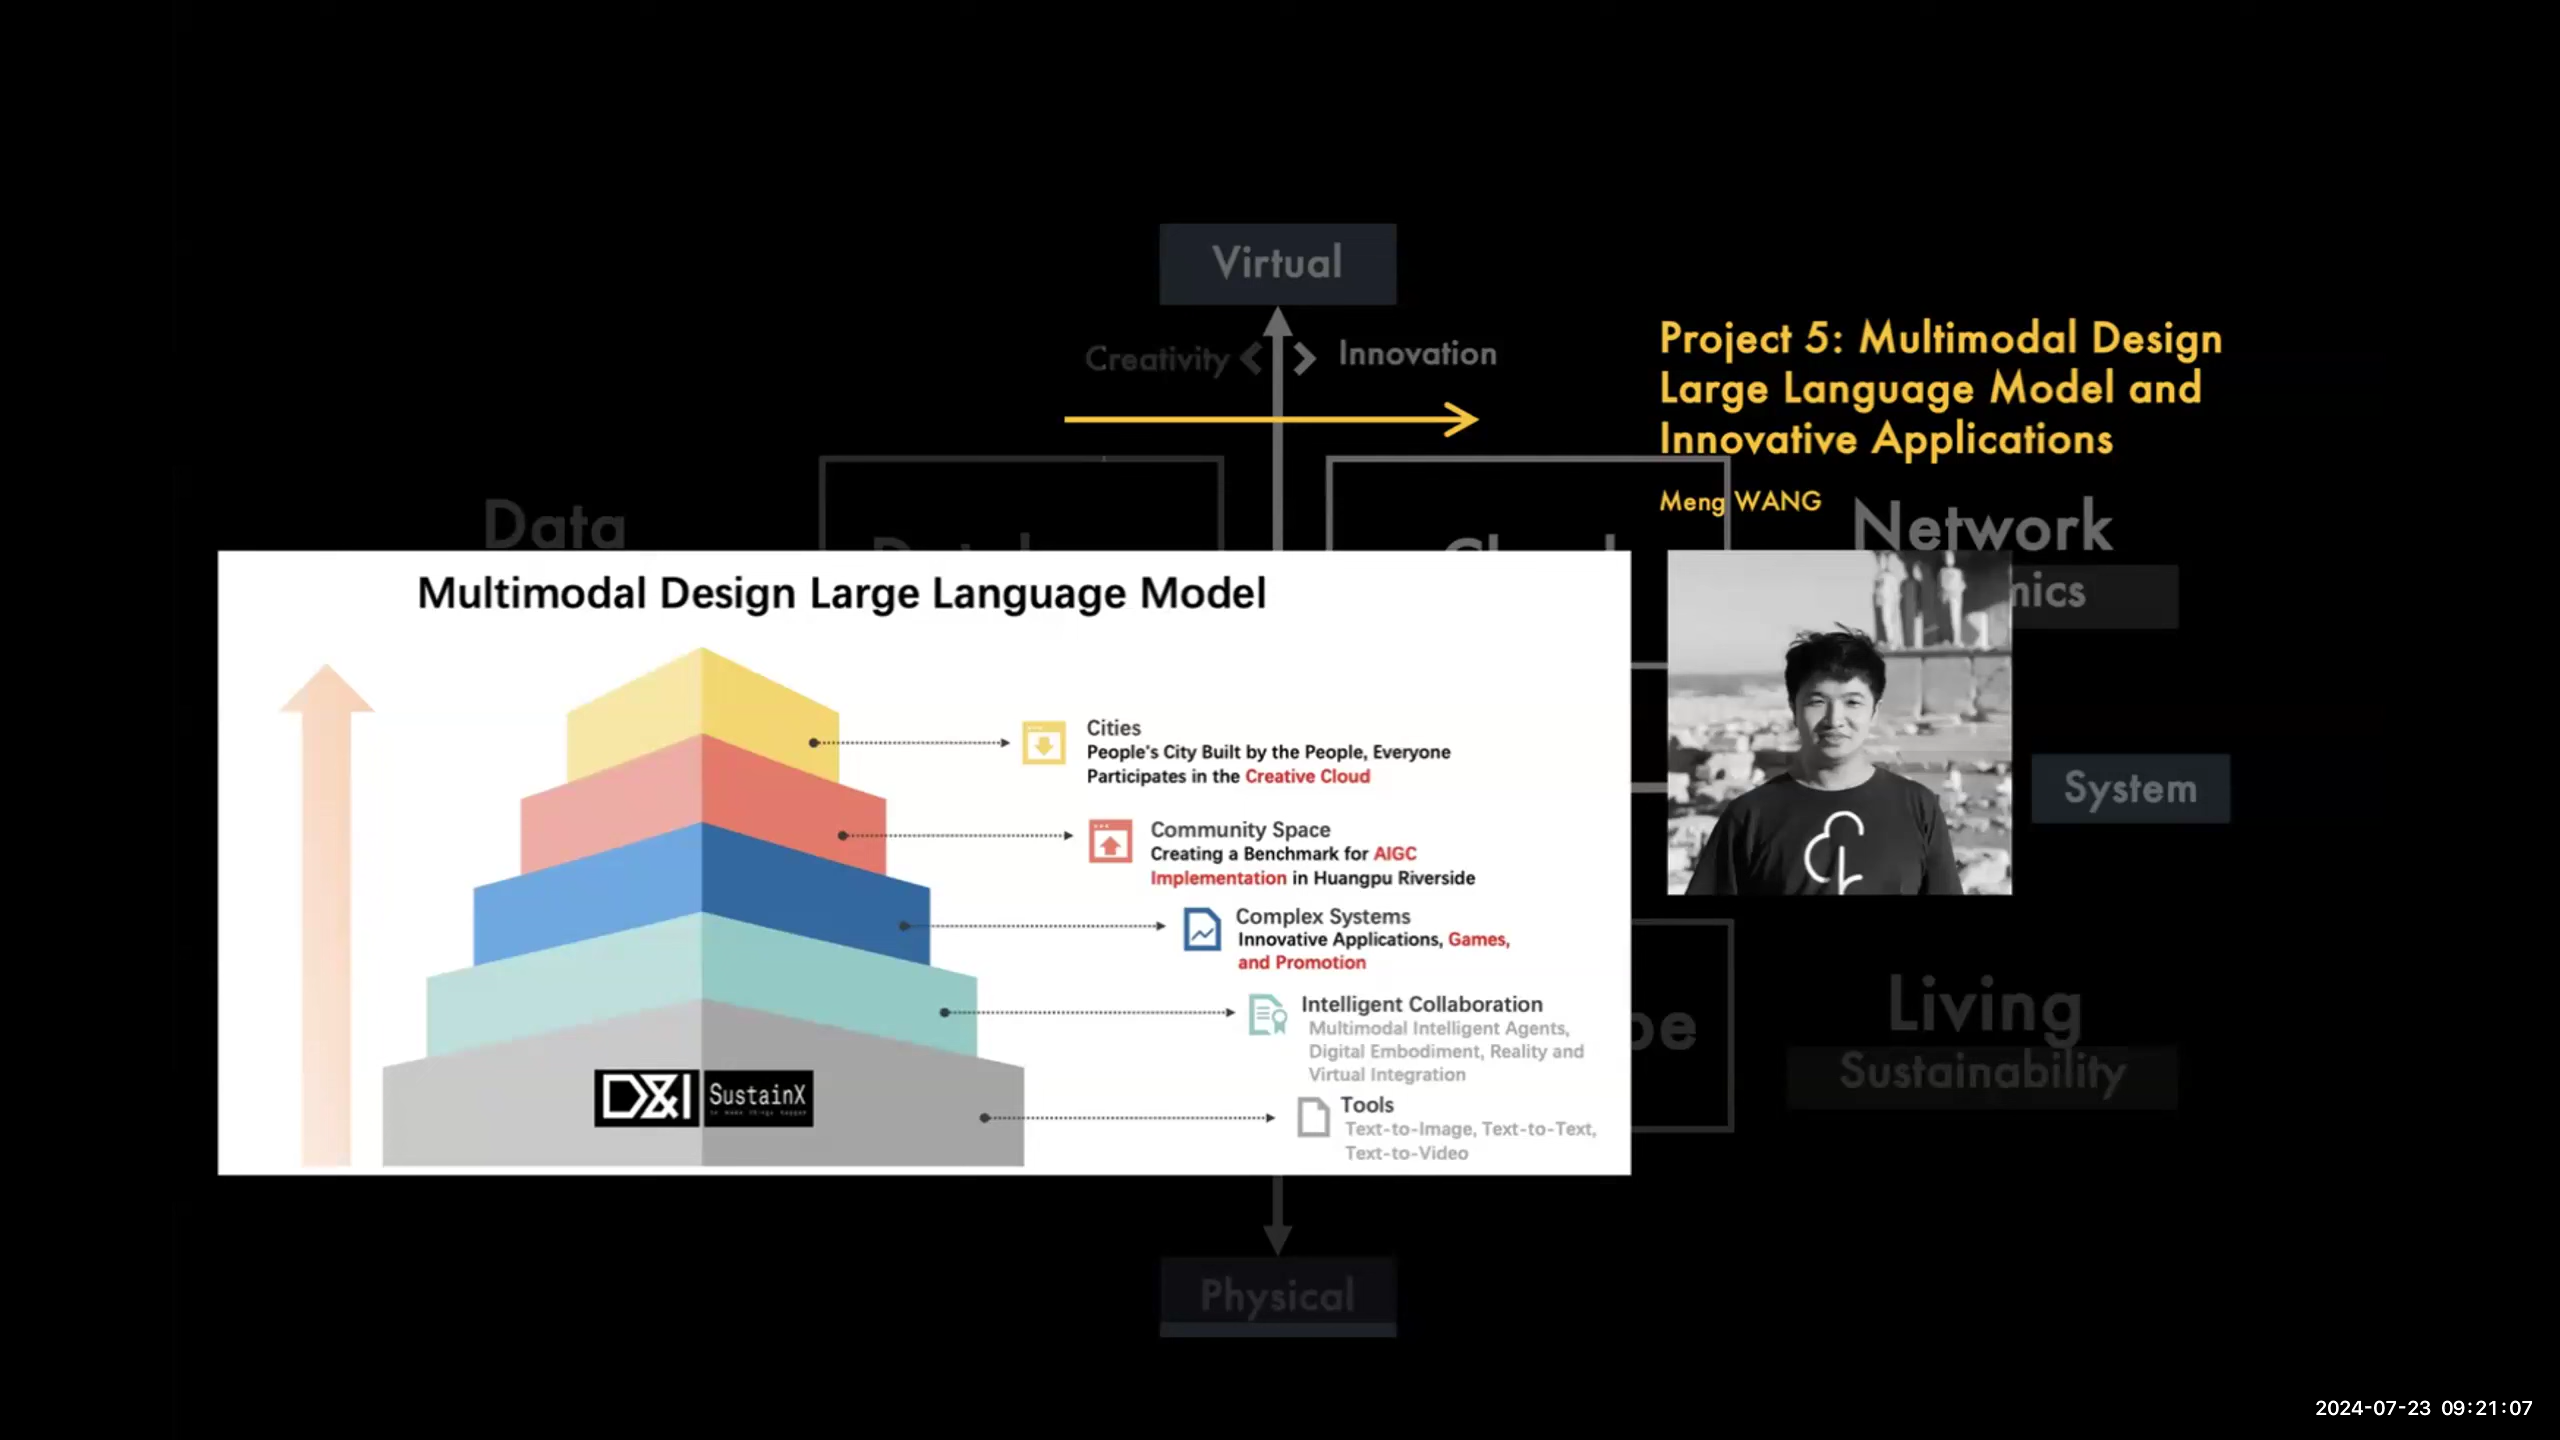 Virtual
Creativity
Innovation
Project 5: Multimodal Design
Large Language Model and
Innovative Applications
Meng WANG
Data
Network
Multimodal Design Large Language Model
Cities
People's City Built by the People, Everyone
Participates in the Creative Cloud
Community Space
Creating a Benchmark for AIGC
Implementation in Huangpu Riverside
Complex Systems
Innovative Applications, Games,
and Promotion
Intelligent Collaboration
Multimodal Intelligent Agents,
Digital Embodiment, Reality and
Virtual Integration
Tools
Text-to-Image, Text-to-Text,
Text-to-Video
D&I
SustainX
System
Living
Sustainability
Physical
2024-07-23 09:21:07